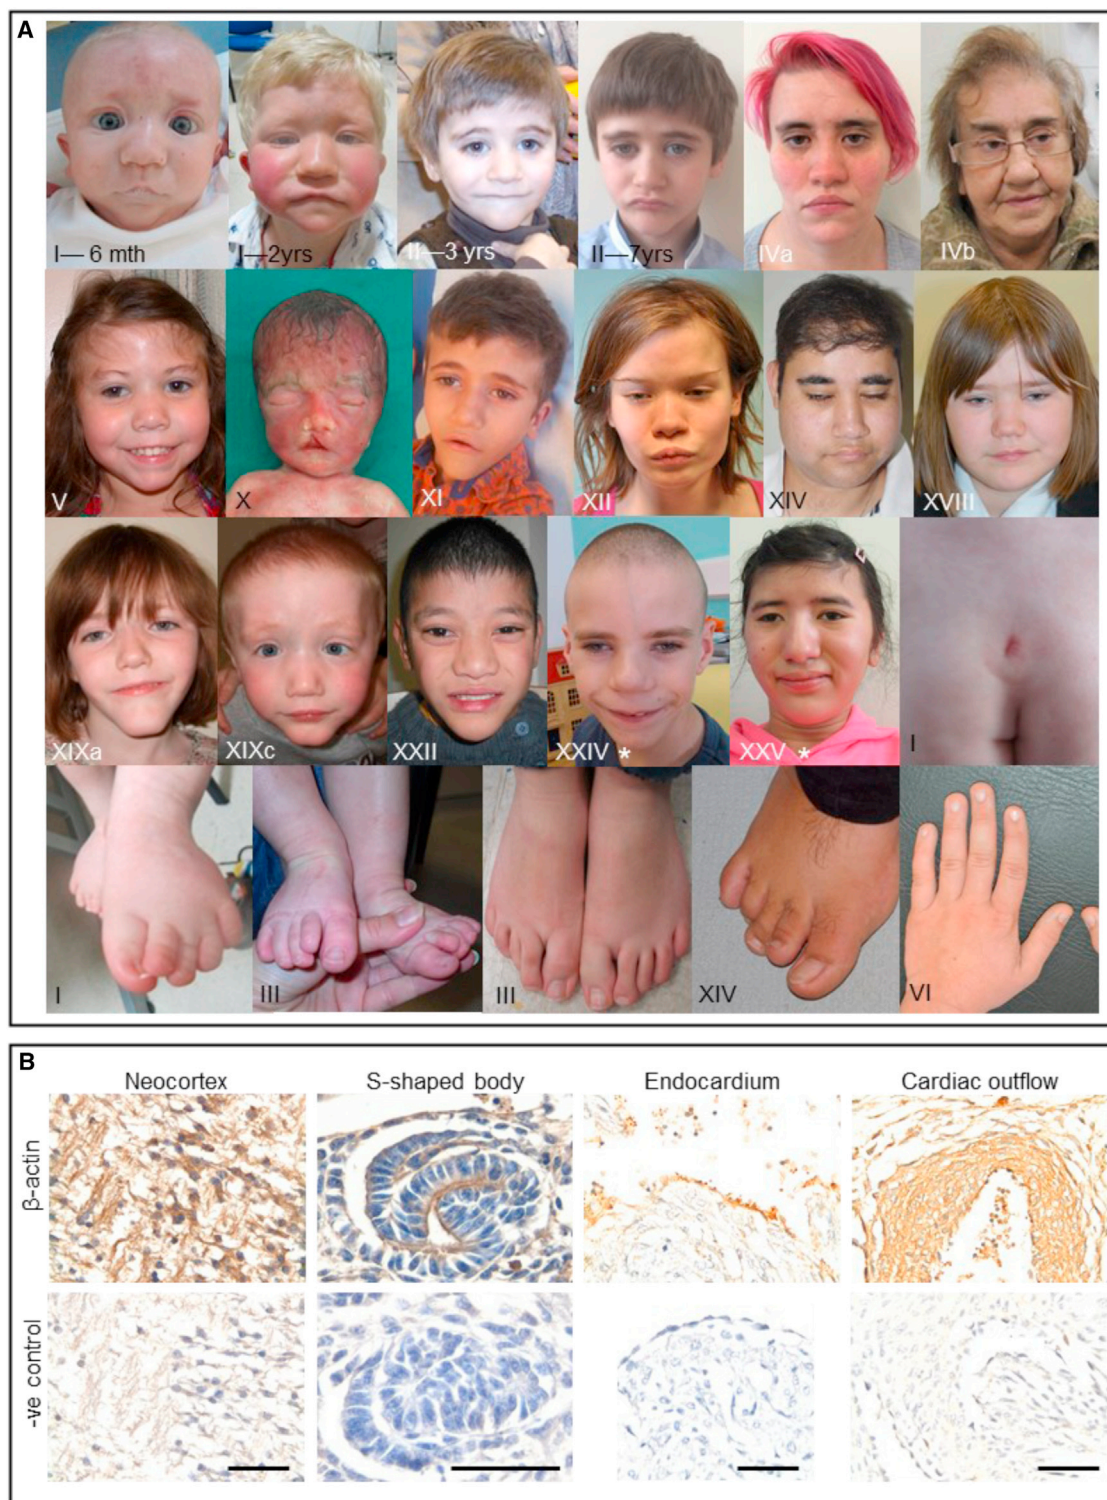 A
I— 6 mth
I—2yrs
II—3 yrs
II—7yrs
IVa
IVb
V
X
XI
XII
XIV
XVIII
XIXa
XIXc
XXII
XXIV *
XXV *
I
I
III
III
XIV
VI
B
Neocortex
S-shaped body
Endocardium
Cardiac outflow
β-actin
-ve control